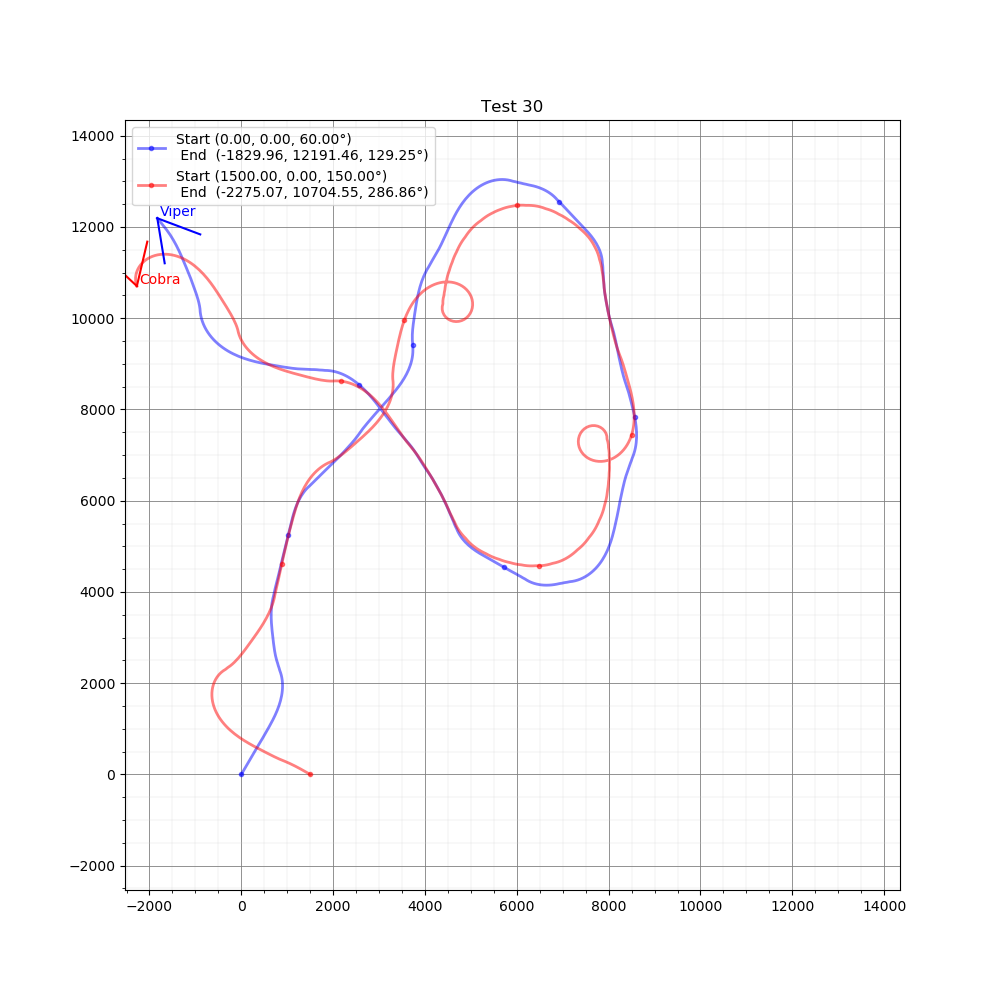 Test 30
Start (0.00, 0.00, 60.00°)
End (-1829.96, 12191.46, 129.25°)
Start (1500.00, 0.00, 150.00°)
End (-2275.07, 10704.55, 286.86°)
Viper
Cobra
14000
12000
10000
8000
6000
4000
2000
0
−2000
−2000 0 2000 4000 6000 8000 10000 12000 14000